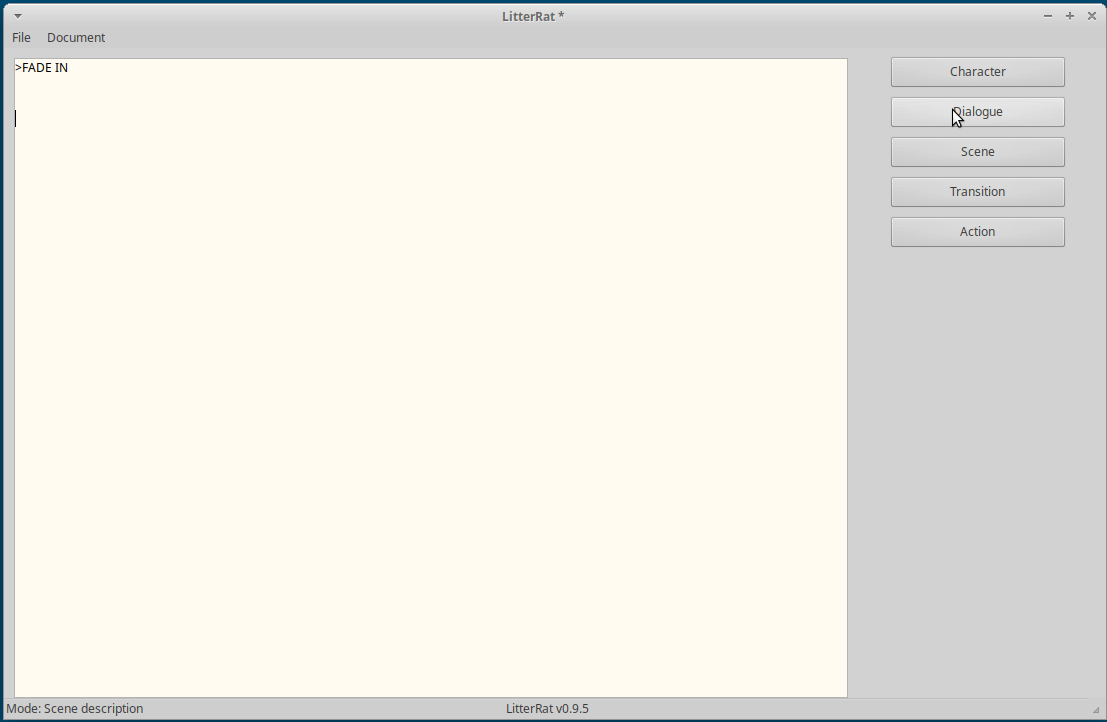 LitterRat *
File Document
>FADE IN
Character
Dialogue
Scene
Transition
Action
Mode: Scene description
LitterRat v0.9.5